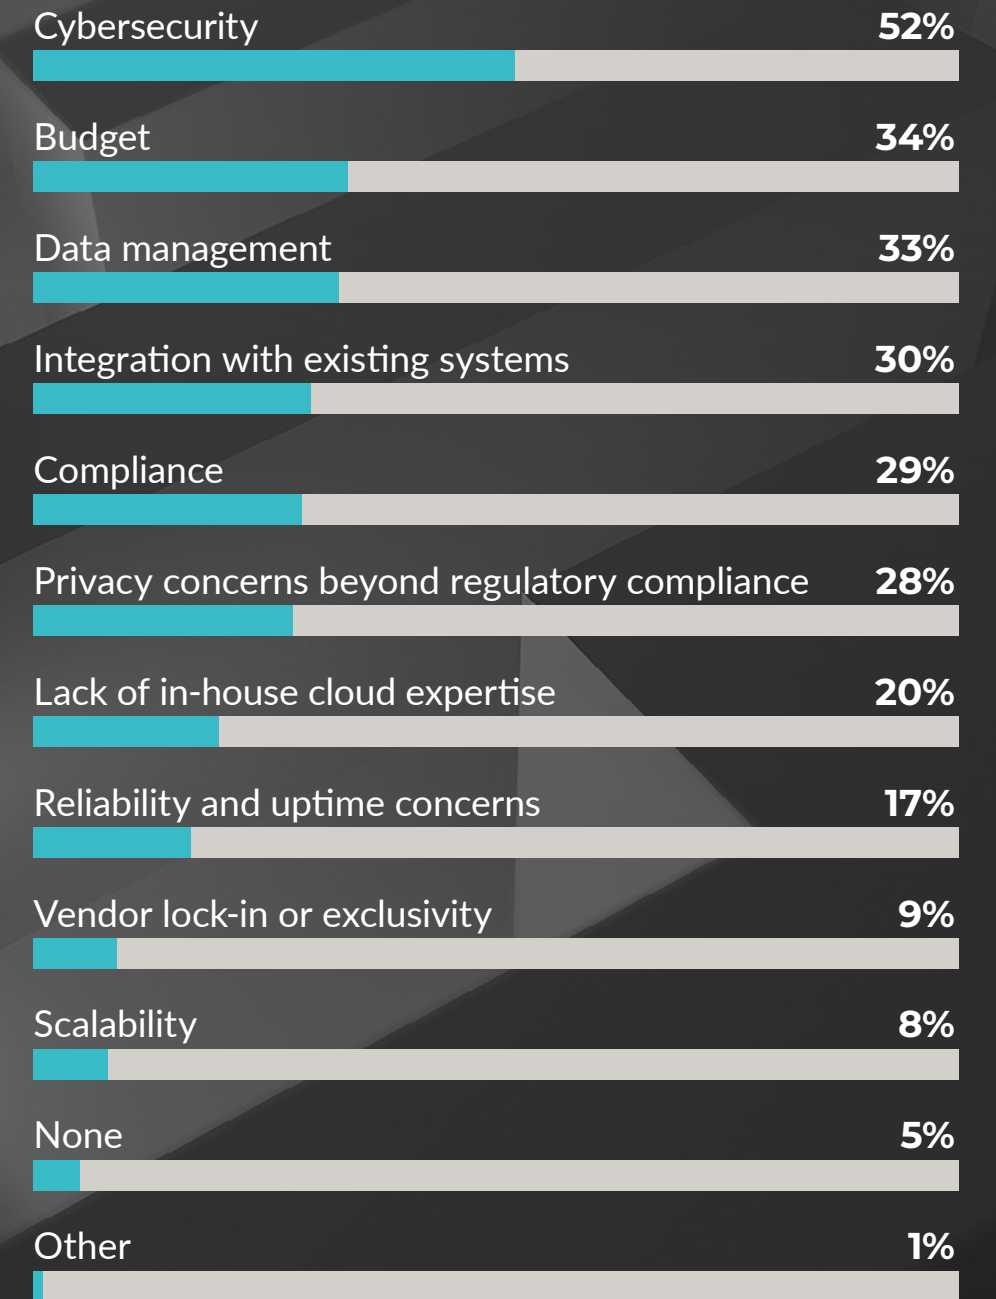 Cybersecurity 52%
Budget 34%
Data management 33%
Integration with existing systems 30%
Compliance 29%
Privacy concerns beyond regulatory compliance 28%
Lack of in-house cloud expertise 20%
Reliability and uptime concerns 17%
Vendor lock-in or exclusivity 9%
Scalability 8%
None 5%
Other 1%